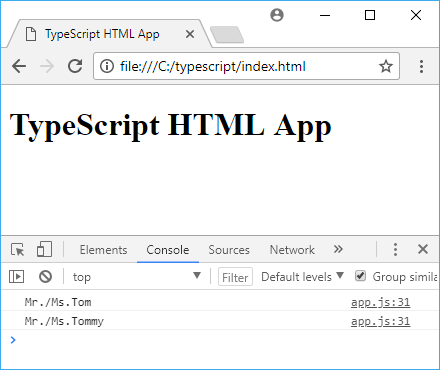 TypeScript HTML App
file:///C:/typescript/index.html
TypeScript HTML App
Elements Console Sources Network »
top Filter Default levels Group simila
Mr./Ms.Tom app.js:31
Mr./Ms.Tommy app.js:31
>